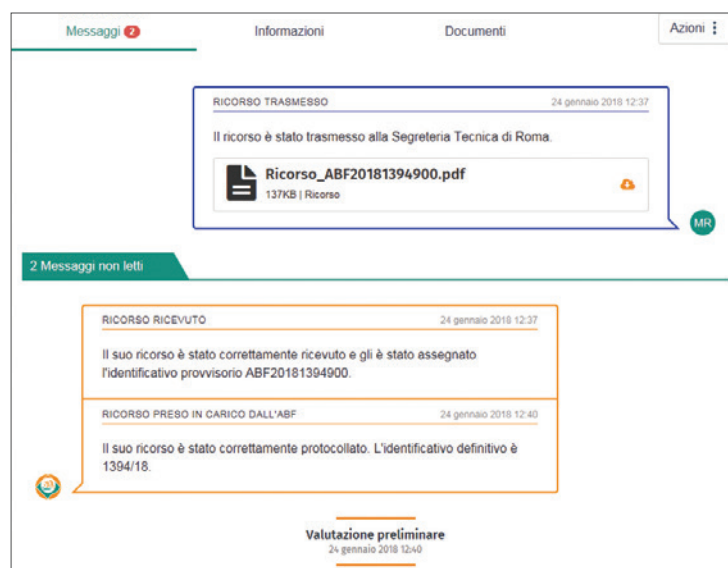 Messaggi 2 Informazioni Documenti Azioni
RICORSO TRASMESSO 24 gennaio 2018 12:37
Il ricorso è stato trasmesso alla Segreteria Tecnica di Roma.
Ricorso_ABF20181394900.pdf
137KB | Ricorso
MR
2 Messaggi non letti
RICORSO RICEVUTO 24 gennaio 2018 12:37
Il suo ricorso è stato correttamente ricevuto e gli è stato assegnato
l'identificativo provvisorio ABF20181394900.
RICORSO PRESO IN CARICO DALL'ABF 24 gennaio 2018 12:40
Il suo ricorso è stato correttamente protocollato. L'identificativo definitivo è
1394/18.
Valutazione preliminare
24 gennaio 2018 12:40